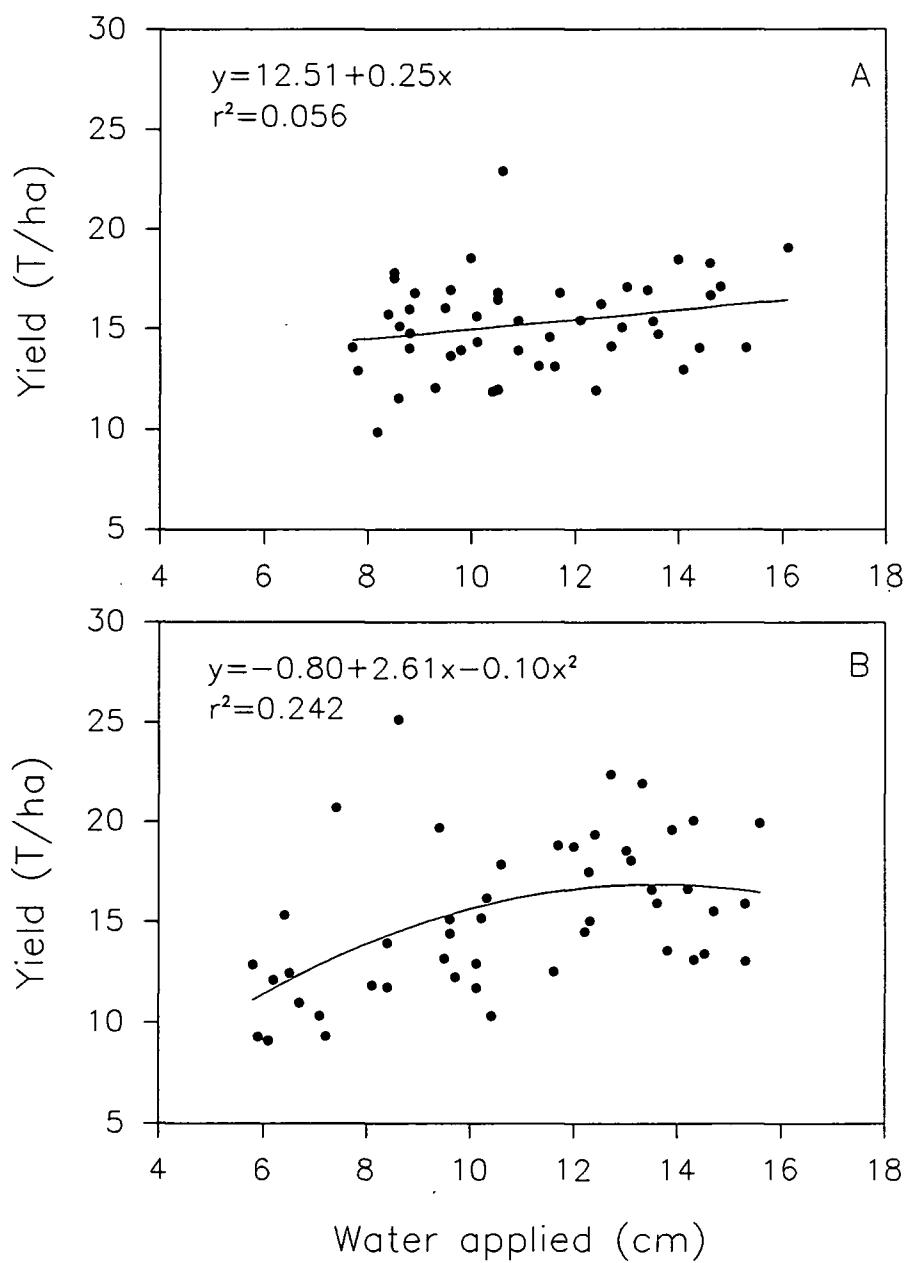 30
y=12.51+0.25x
A
r²=0.056
25
20
15
10
5
4 6 8 10 12 14 16 18
Yield (T/ha)
30
y=−0.80+2.61x−0.10x²
B
r²=0.242
25
20
15
10
5
4 6 8 10 12 14 16 18
Yield (T/ha)
Water applied (cm)